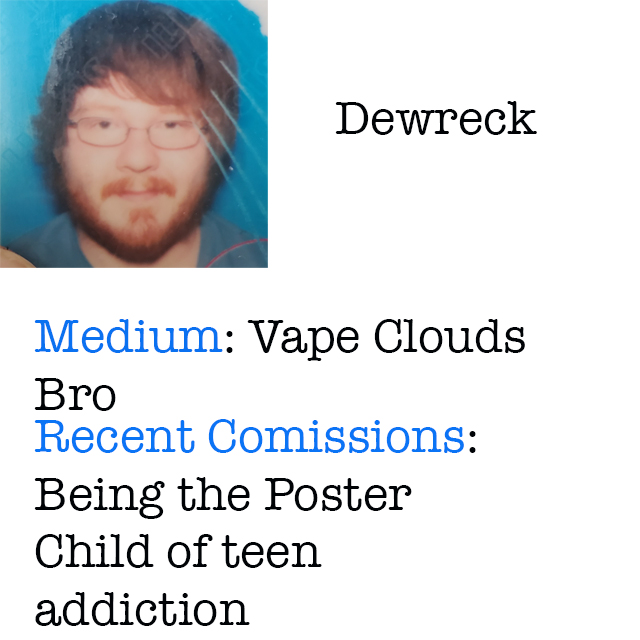 Dewreck
Medium: Vape Clouds
Bro
Recent Comissions:
Being the Poster
Child of teen
addiction